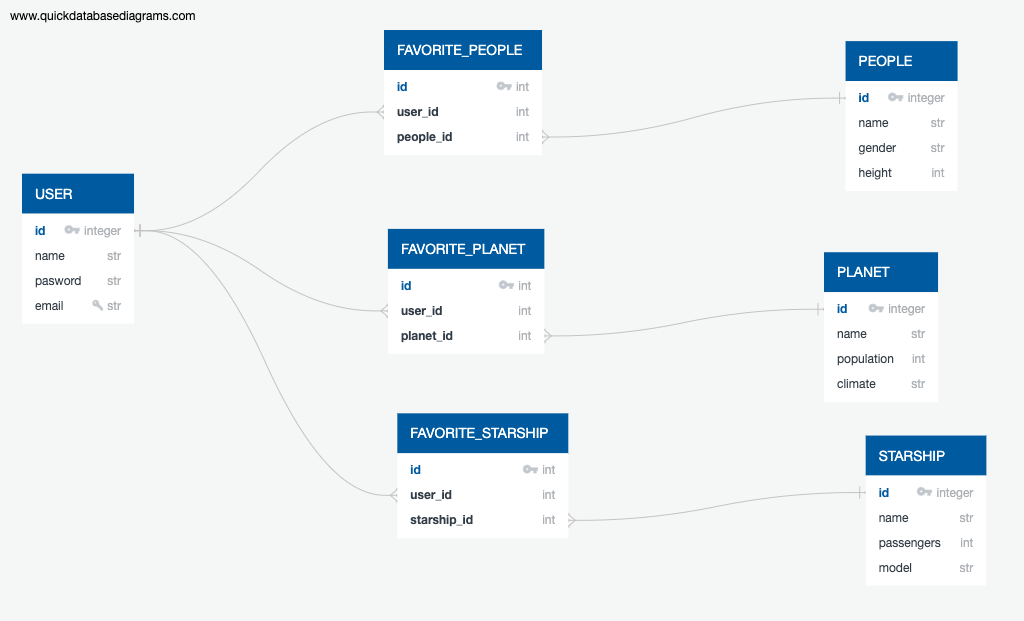 www.quickdatabasediagrams.com
USER
id integer
name str
pasword str
email str
FAVORITE_PEOPLE
id int
user_id int
people_id int
FAVORITE_PLANET
id int
user_id int
planet_id int
FAVORITE_STARSHIP
id int
user_id int
starship_id int
PEOPLE
id integer
name str
gender str
height int
PLANET
id integer
name str
population int
climate str
STARSHIP
id integer
name str
passengers int
model str